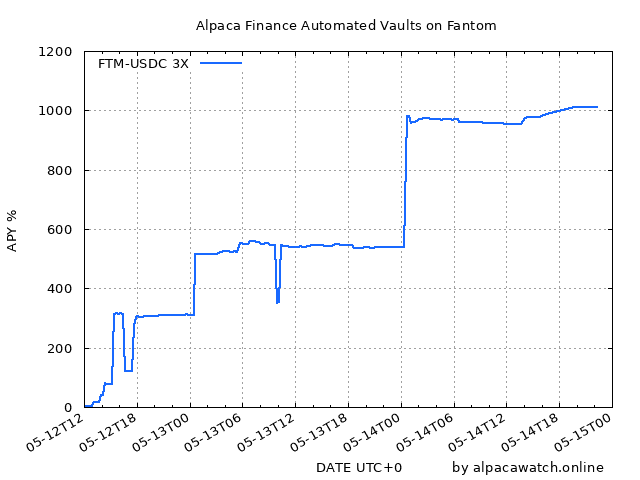 Alpaca Finance Automated Vaults on Fantom
1200
FTM-USDC 3X
1000
800
600
400
200
0
APY %
05-12T12
05-12T18
05-13T00
05-13T06
05-13T12
05-13T18
05-14T00
05-14T06
05-14T12
05-14T18
05-15T00
DATE UTC+0
by alpacawatch.online